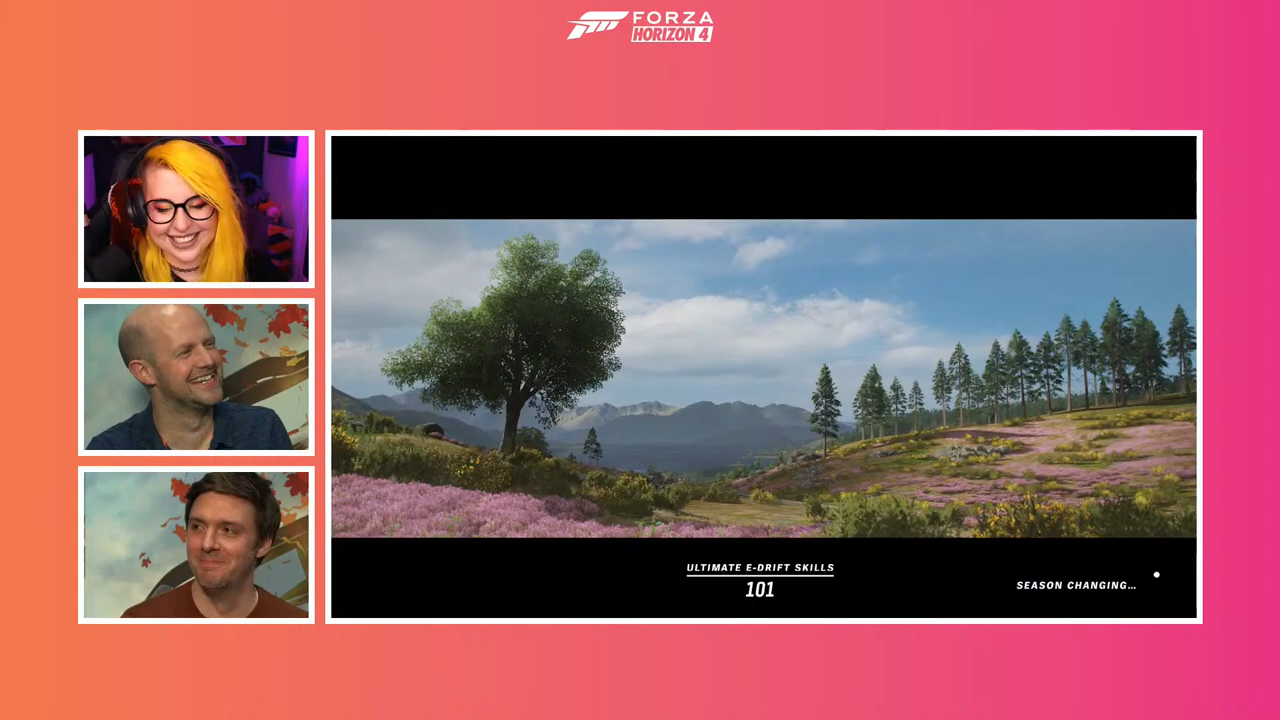 FORZA
HORIZON 4
ULTIMATE E-DRIFT SKILLS
101
SEASON CHANGING...